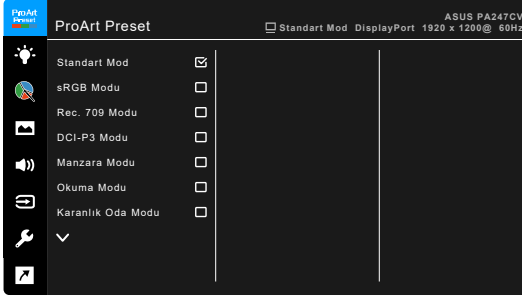 ProArt
Preset
ProArt Preset
ASUS PA247CV
Standart Mod DisplayPort 1920 x 1200@ 60Hz
Standart Mod
sRGB Modu
Rec. 709 Modu
DCI-P3 Modu
Manzara Modu
Okuma Modu
Karanlık Oda Modu